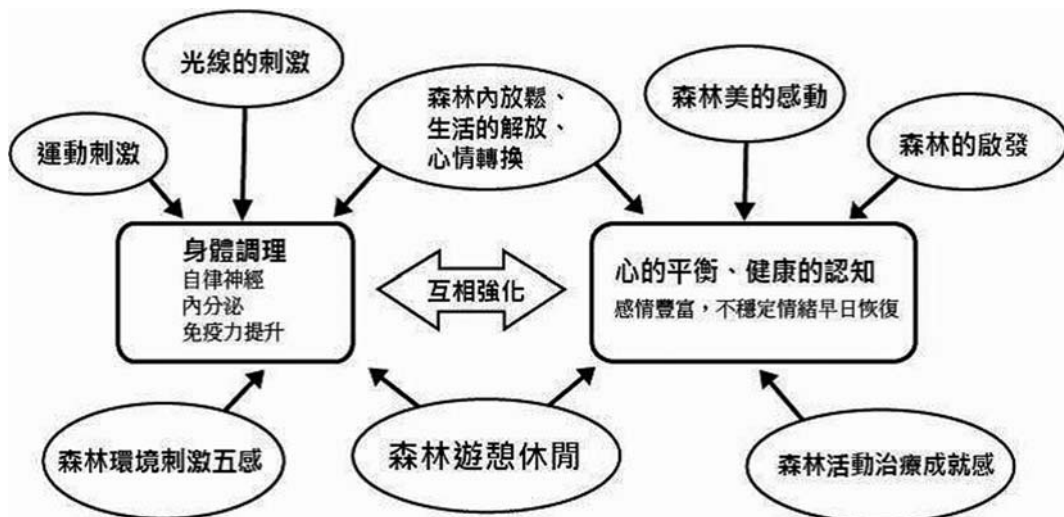 光線的刺激
森林內放鬆、
生活的解放、
心情轉換
森林美的感動
運動刺激
森林的啟發
身體調理
自律神經
內分泌
免疫力提升
互相強化
心的平衡、健康的認知
感情豐富，不穩定情緒早日恢復
森林環境刺激五感
森林遊憩休閒
森林活動治療成就感